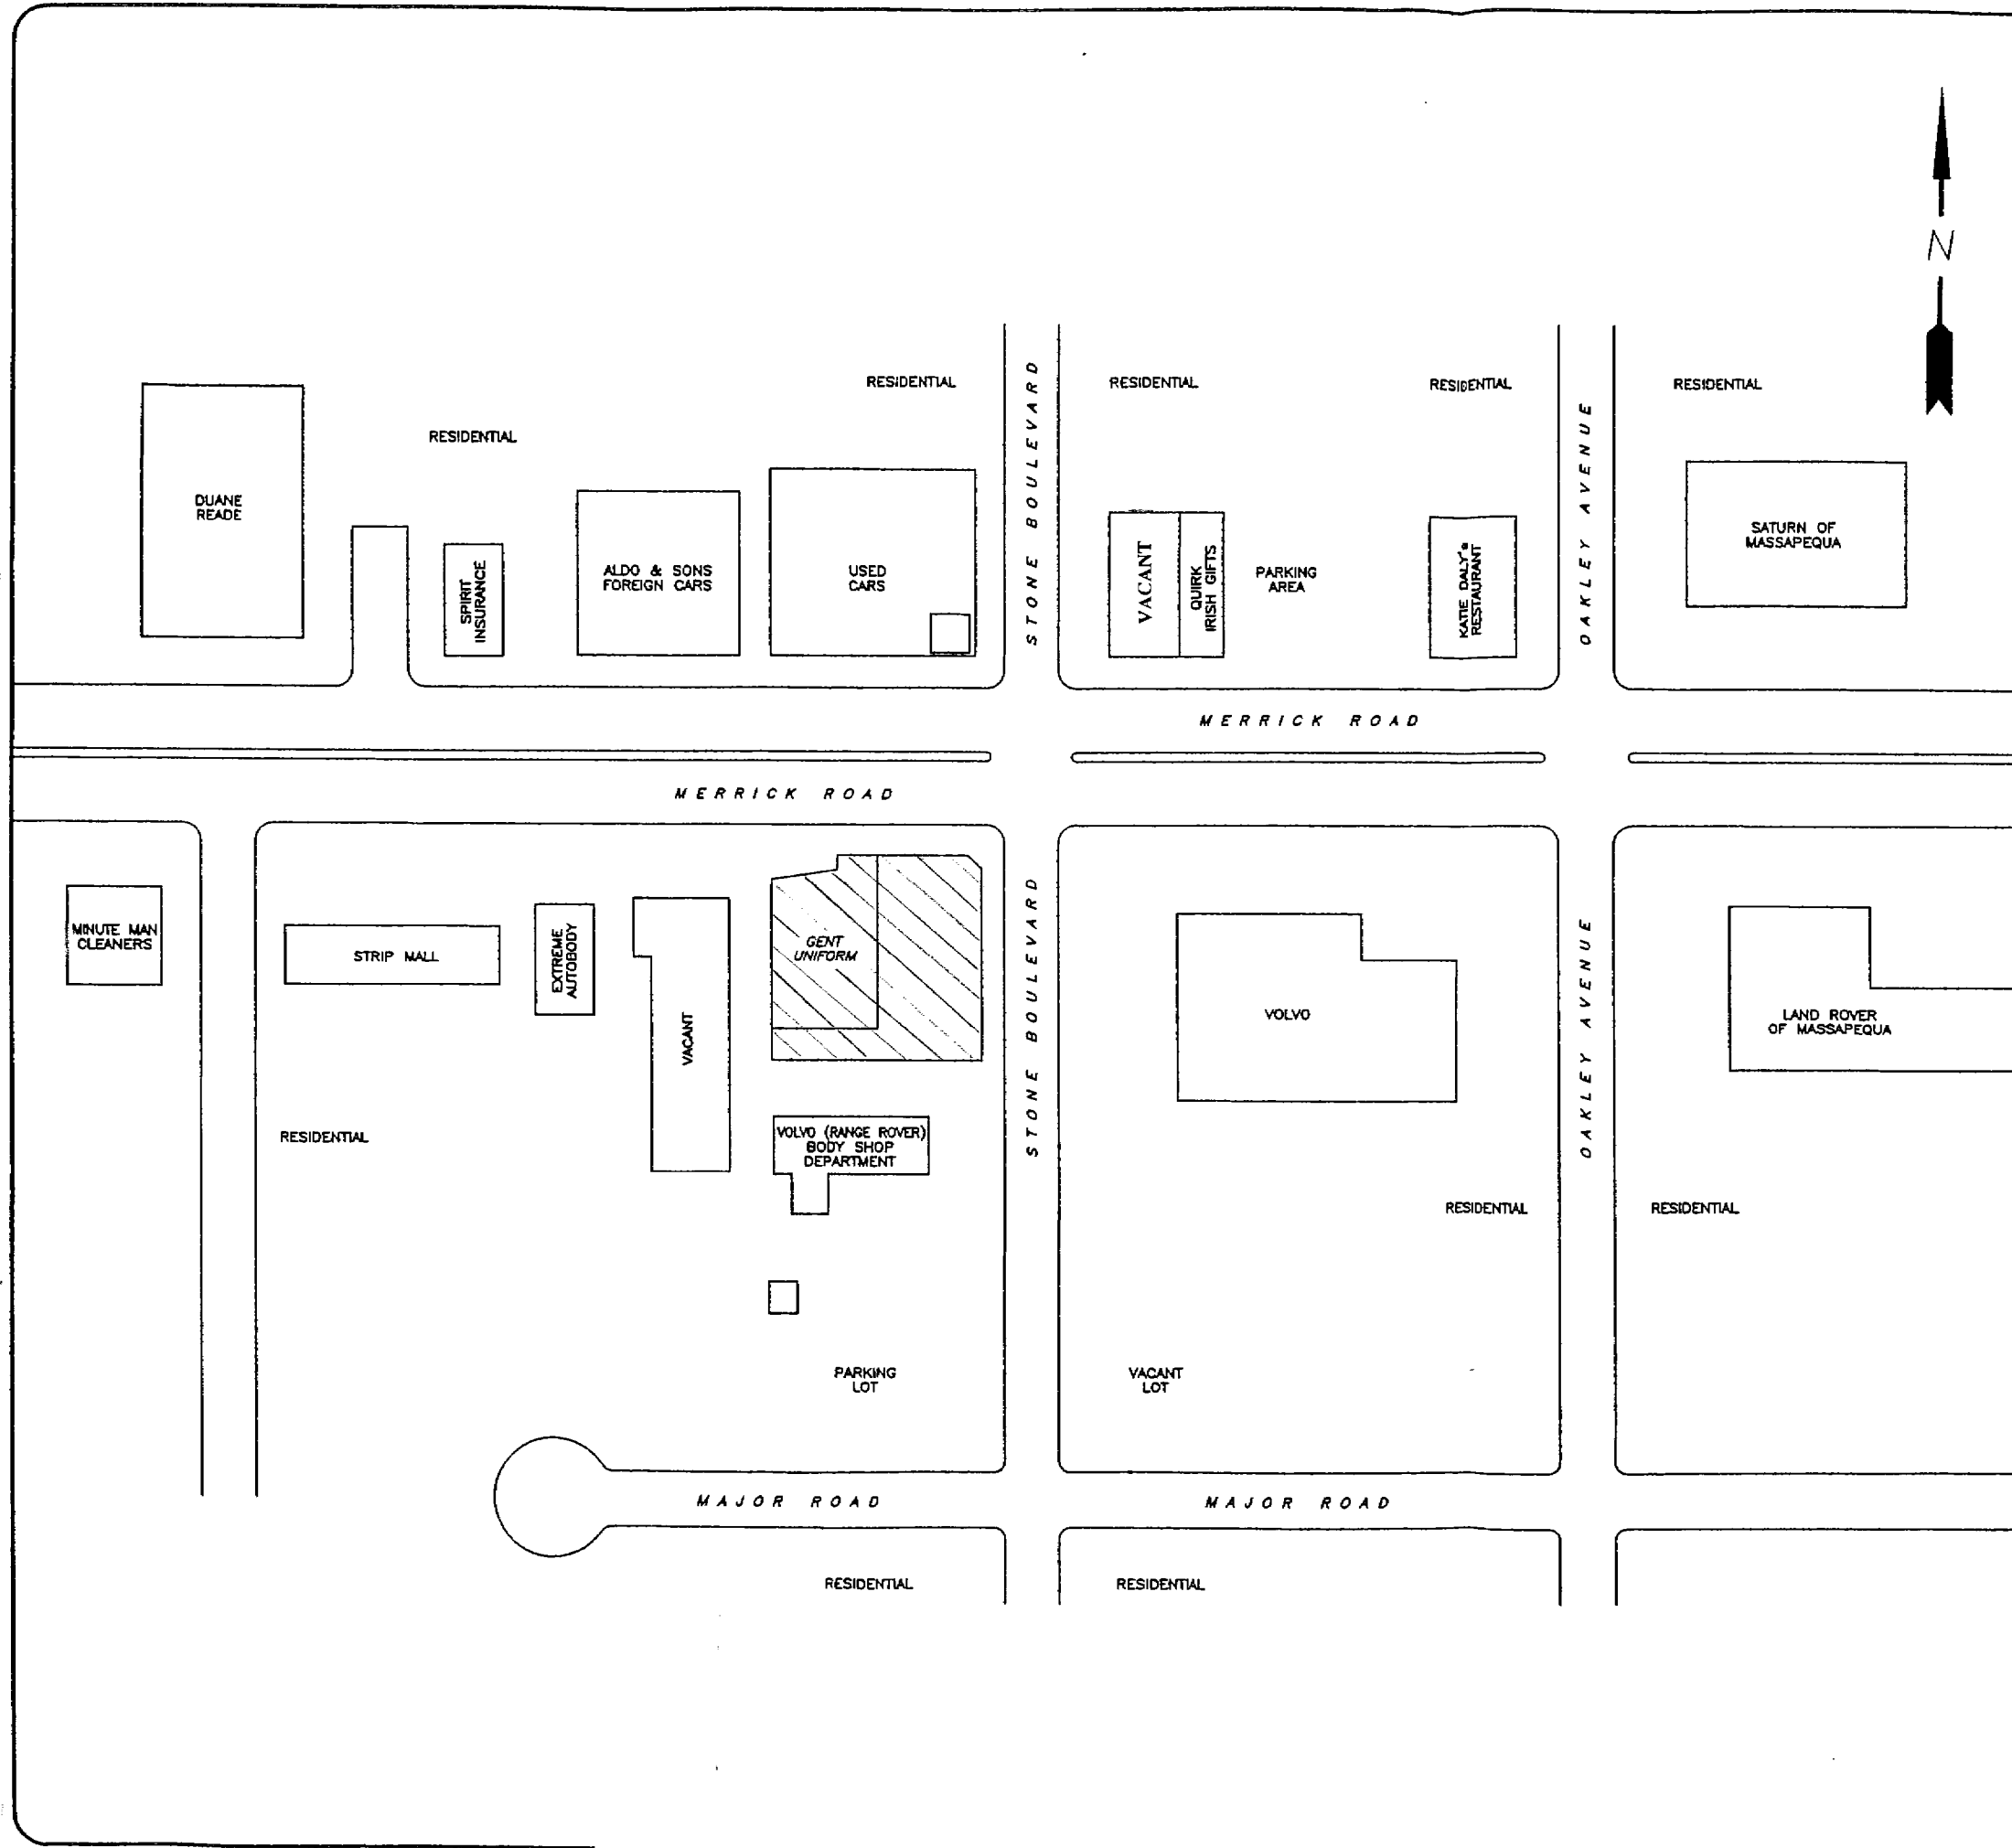 N
RESIDENTIAL
RESIDENTIAL
RESIDENTIAL
RESIDENTIAL
RESIDENTIAL
STONE BOULEVARD
OAKLEY AVENUE
DUANE
READE
SPIRIT
INSURANCE
ALDO & SONS
FOREIGN CARS
USED
CARS
VACANT
QUIRK
IRISH GIFTS
PARKING
AREA
KATIE DALY's
RESTAURANT
SATURN OF
MASSAPEQUA
MERRICK ROAD
MERRICK ROAD
MINUTE MAN
CLEANERS
STRIP MALL
EXTREME
AUTOBODY
VACANT
GENT
UNIFORM
STONE BOULEVARD
VOLVO
OAKLEY AVENUE
LAND ROVER
OF MASSAPEQUA
RESIDENTIAL
VOLVO (RANGE ROVER)
BODY SHOP
DEPARTMENT
RESIDENTIAL
RESIDENTIAL
PARKING
LOT
VACANT
LOT
MAJOR ROAD
MAJOR ROAD
RESIDENTIAL
RESIDENTIAL